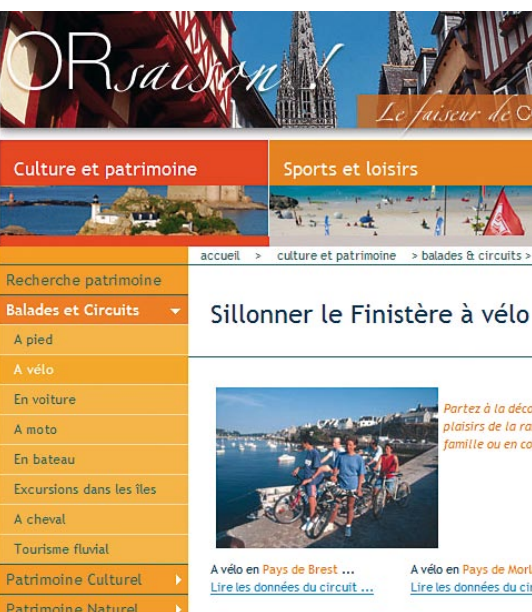 ORsaison !
Le faiseur de
Culture et patrimoine
Sports et loisirs
accueil > culture et patrimoine > balades & circuits >
Recherche patrimoine
Balades et Circuits
A pied
A vélo
En voiture
A moto
En bateau
Excursions dans les îles
A cheval
Tourisme fluvial
Patrimoine Culturel
Patrimoine Naturel
Sillonner le Finistère à vélo
Partez à la déco
plaisirs de la ra
famille ou en co
A vélo en Pays de Brest ...
Lire les données du circuit ...
A vélo en Pays de Morl
Lire les données du cir